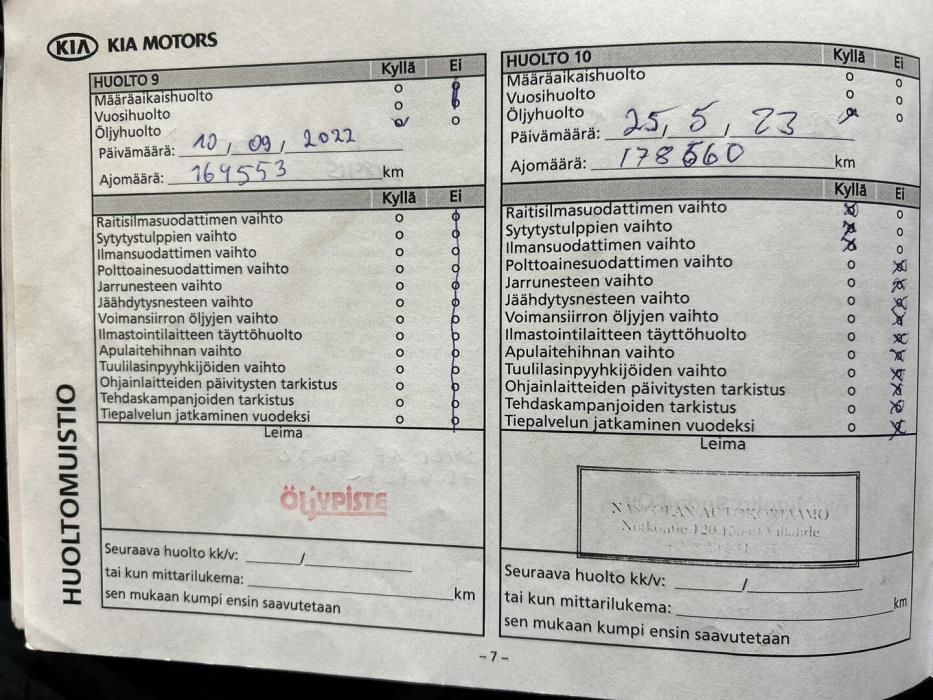 KIA KIA MOTORS
HUOLTO 9 Kyllä Ei
Määräaikaishuolto
Vuosihuolto
Öljyhuolto
Päivämäärä: 10, 09, 2022
Ajomäärä: 169553 km
Kyllä Ei
Raitisilmasuodattimen vaihto
Sytytystulppien vaihto
Ilmansuodattimen vaihto
Polttoainesuodattimen vaihto
Jarrunesteen vaihto
Jäähdytysnesteen vaihto
Voimansiirron öljyjen vaihto
Ilmastointilaitteen täyttöhuolto
Apulaitehihnan vaihto
Tuulilasinpyyhkijöiden vaihto
Ohjainlaitteiden päivitysten tarkistus
Tehdaskampanjoiden tarkistus
Tiepalvelun jatkaminen vuodeksi
Leima
ÖLJYPISTE
Seuraava huolto kk/v: /
tai kun mittarilukema: km
sen mukaan kumpi ensin saavutetaan
HUOLTO 10 Kyllä Ei
Määräaikaishuolto
Vuosihuolto
Öljyhuolto
Päivämäärä: 25, 5, 23
Ajomäärä: 178560 km
Kyllä Ei
Raitisilmasuodattimen vaihto
Sytytystulppien vaihto
Ilmansuodattimen vaihto
Polttoainesuodattimen vaihto
Jarrunesteen vaihto
Jäähdytysnesteen vaihto
Voimansiirron öljyjen vaihto
Ilmastointilaitteen täyttöhuolto
Apulaitehihnan vaihto
Tuulilasinpyyhkijöiden vaihto
Ohjainlaitteiden päivitysten tarkistus
Tehdaskampanjoiden tarkistus
Tiepalvelun jatkaminen vuodeksi
Leima
NASTOLAN AUTOKORJAAMO
Seuraava huolto kk/v: /
tai kun mittarilukema: km
sen mukaan kumpi ensin saavutetaan
HUOLTOMUISTIO
- 7 -